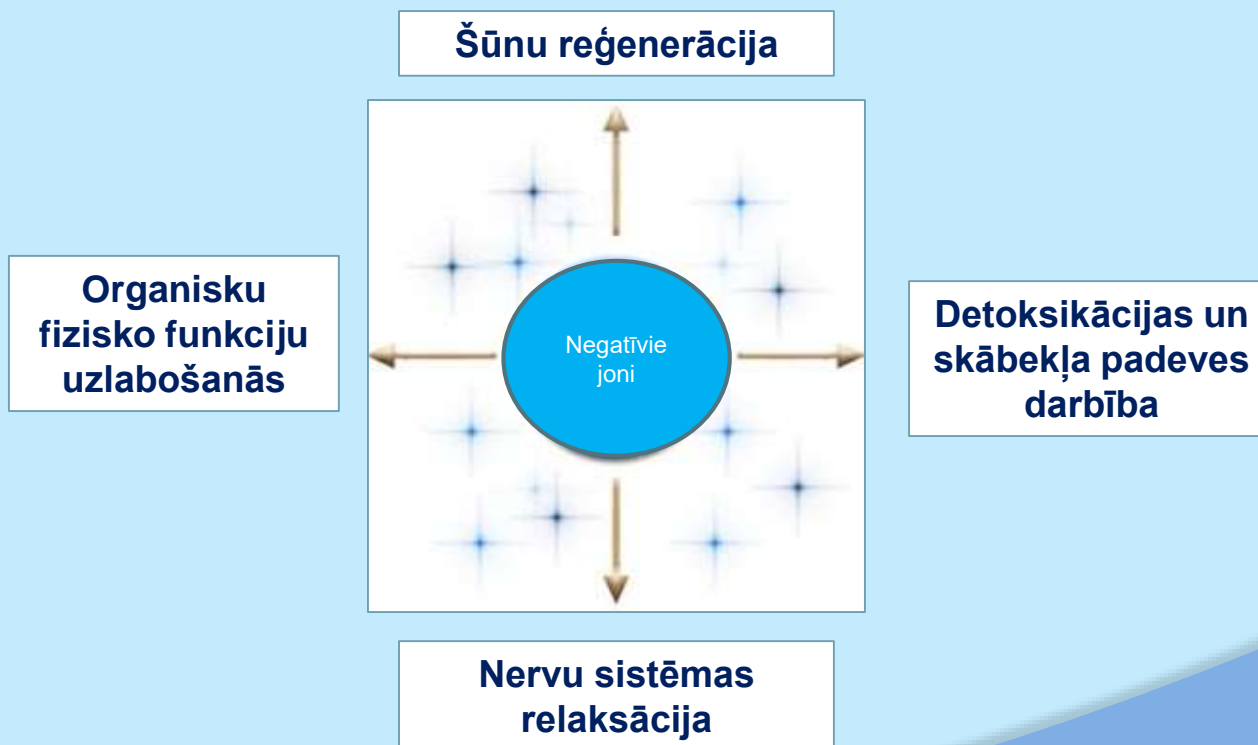 Šūnu reģenerācija
Organisku
fizisko funkciju
uzlabošanās
Negatīvie
joni
Detoksikācijas un
skābekļa padeves
darbība
Nervu sistēmas
relaksācija